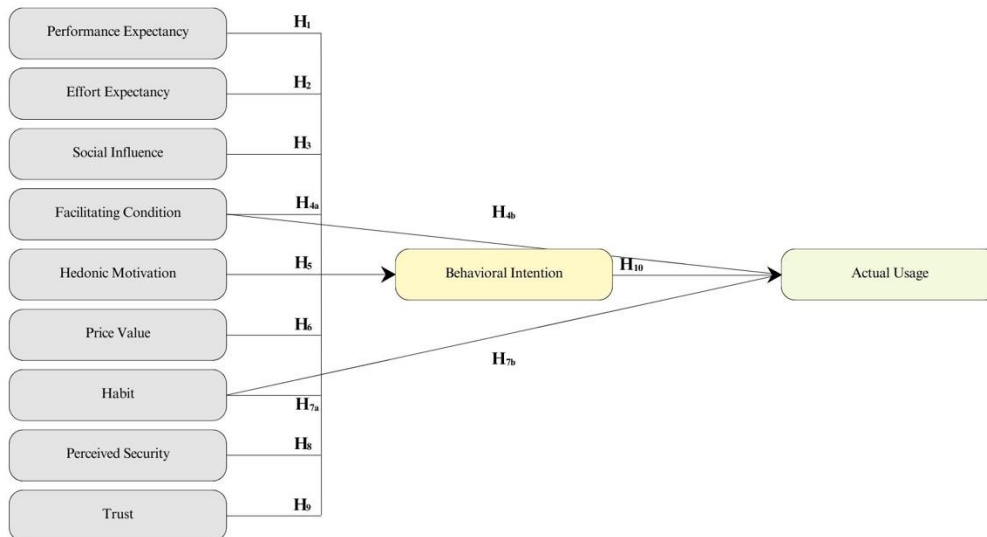 Performance Expectancy
H1
Effort Expectancy
H2
Social Influence
H3
Facilitating Condition
H4a
H4b
Hedonic Motivation
H5
Behavioral Intention
H10
Actual Usage
Price Value
H6
H7b
Habit
H7a
Perceived Security
H8
Trust
H9